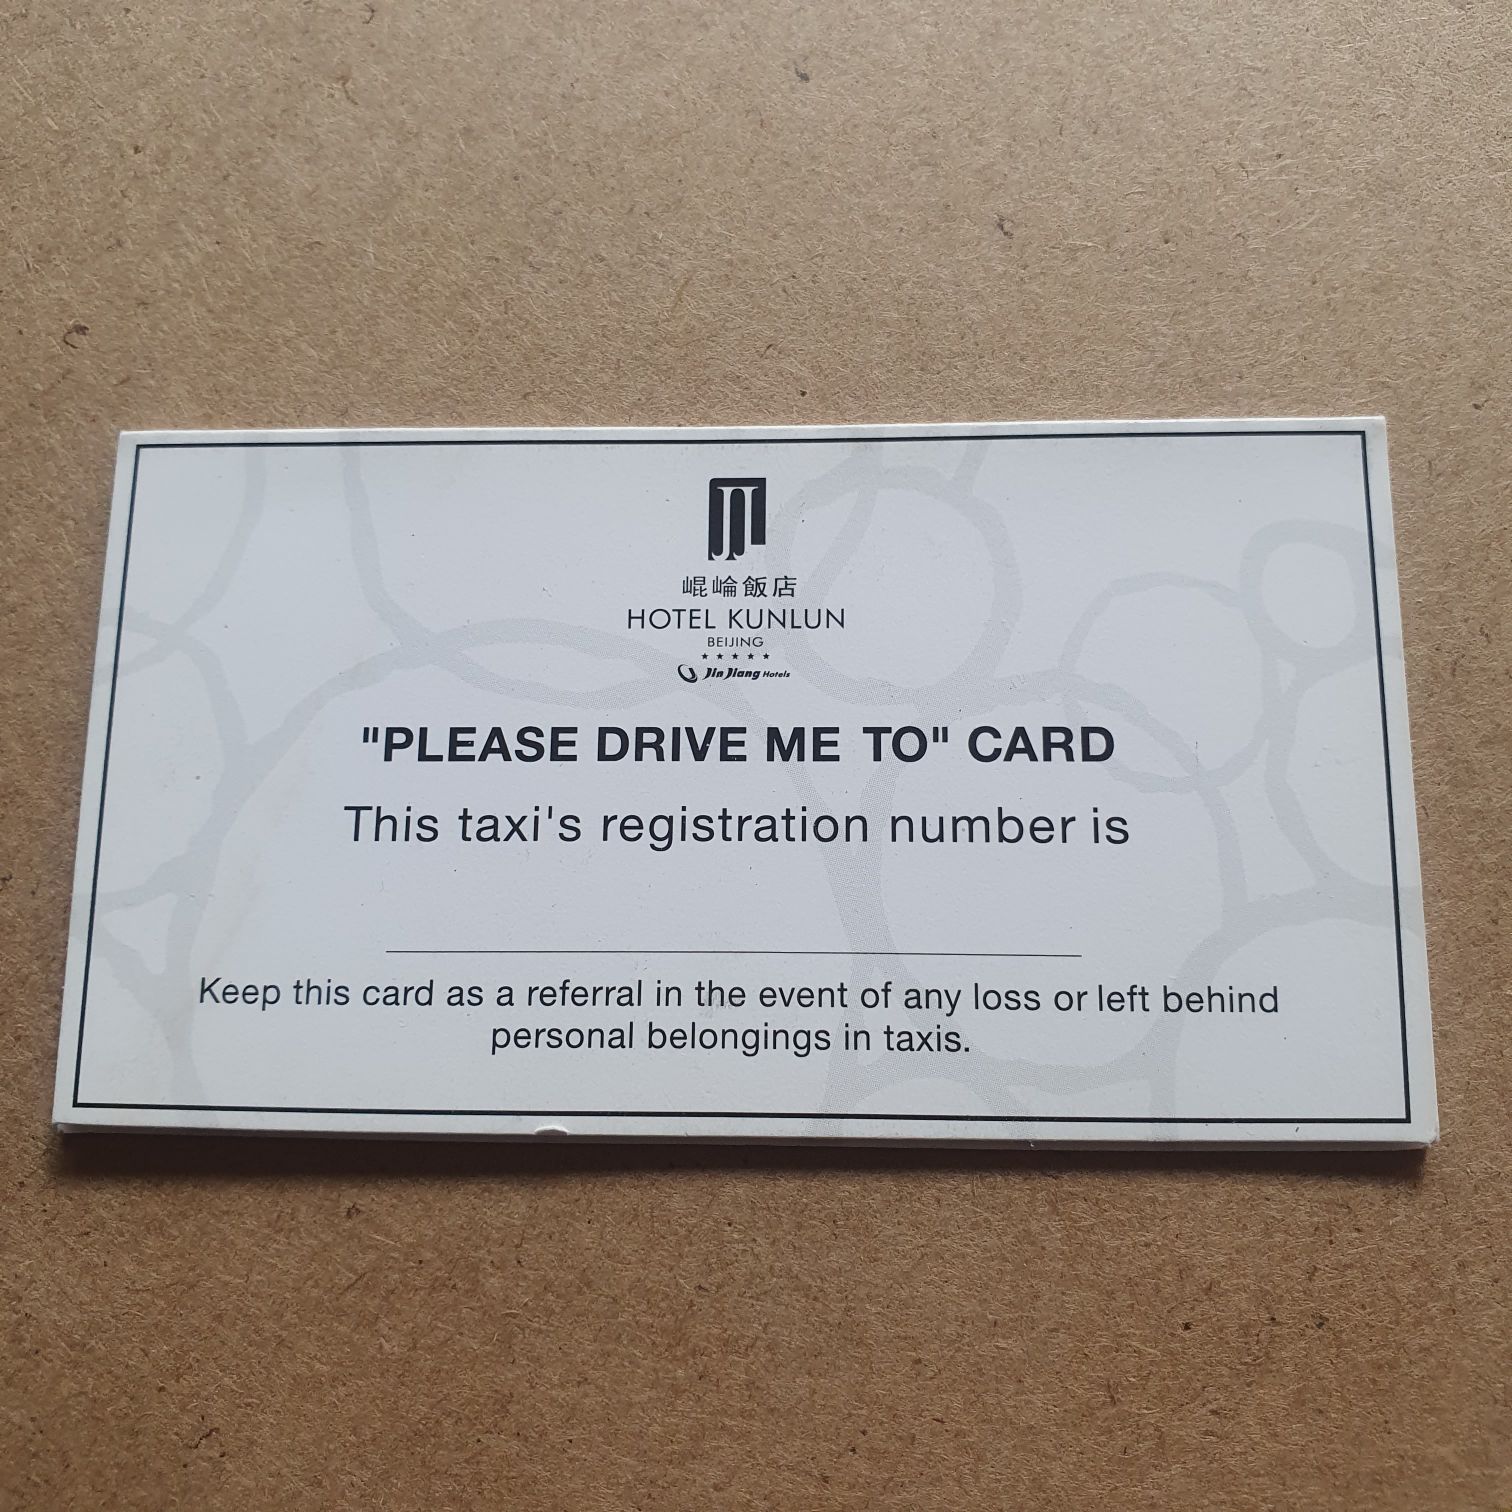 崐崘飯店
HOTEL KUNLUN
BEIJING
★★★★★
Jin Jiang Hotels
"PLEASE DRIVE ME TO" CARD
This taxi's registration number is
Keep this card as a referral in the event of any loss or left behind
personal belongings in taxis.